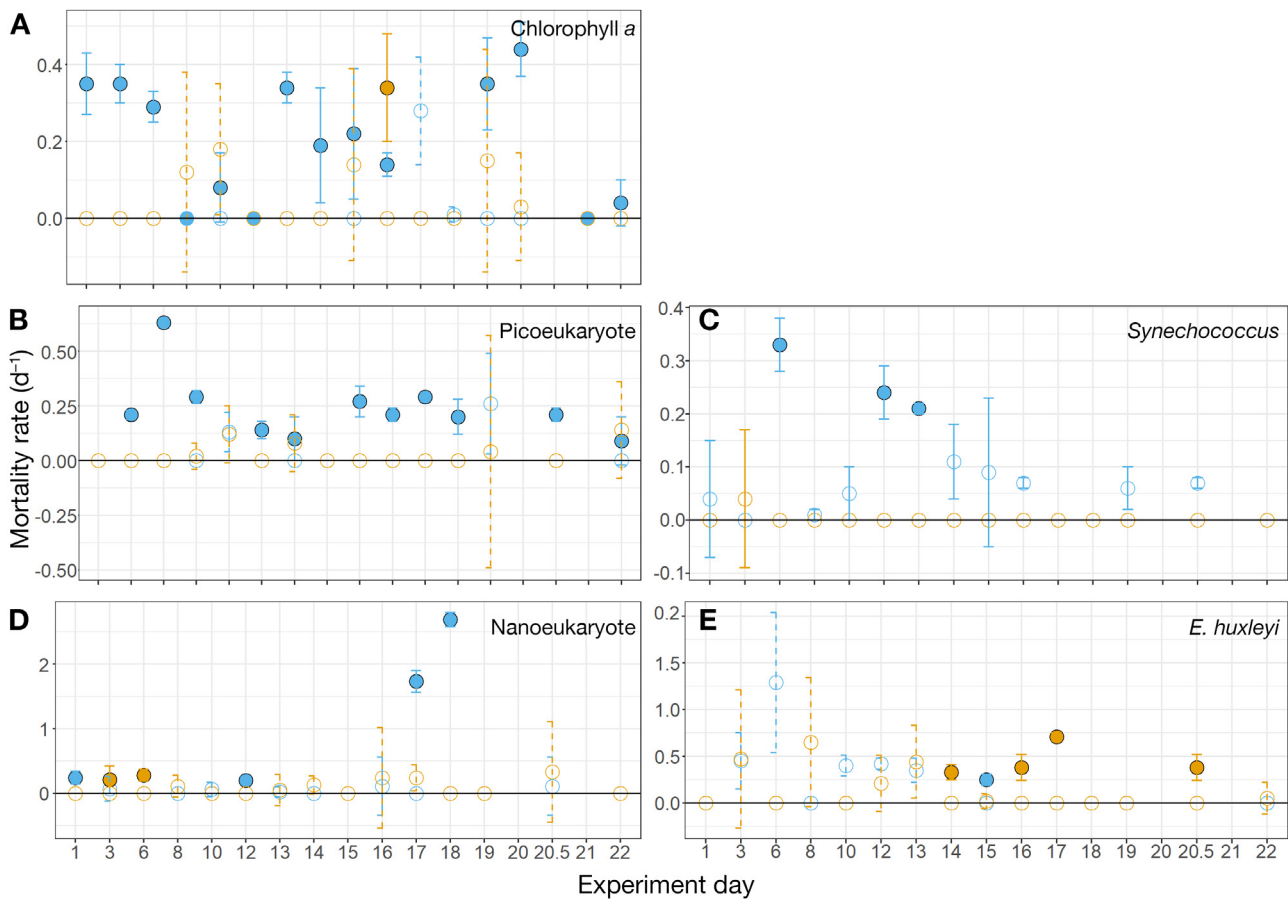 A
Chlorophyll a
0.4
0.2
0.0
B
Picoeukaryote
0.50
0.25
0.00
-0.25
-0.50
C
Synechococcus
0.4
0.3
0.2
0.1
0.0
-0.1
Mortality rate (d⁻¹)
D
Nanoeukaryote
2
1
0
1 3 6 8 10 12 13 14 15 16 17 18 19 20 20.5 21 22
E
E. huxleyi
0.2
1.5
1.0
0.5
0.0
1 3 6 8 10 12 13 14 15 16 17 18 19 20 20.5 21 22
Experiment day